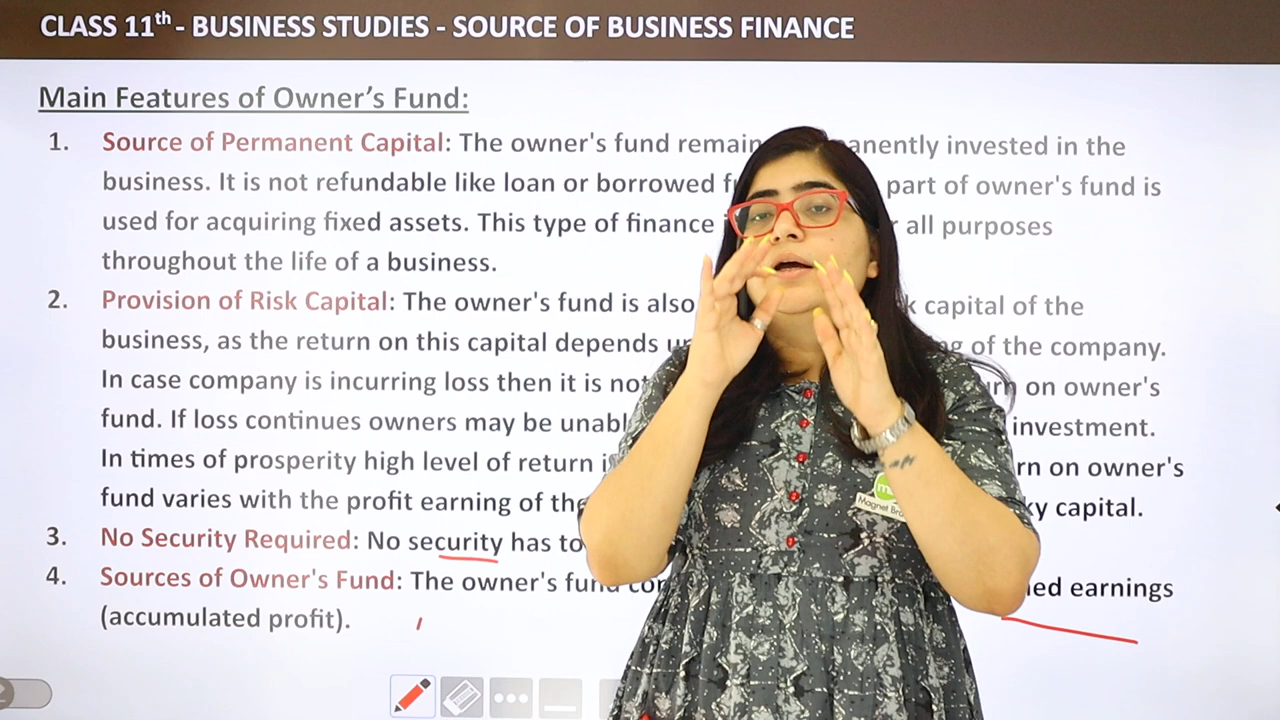 CLASS 11th - BUSINESS STUDIES - SOURCE OF BUSINESS FINANCE
Main Features of Owner's Fund:
1. Source of Permanent Capital: The owner's fund remain anently invested in the
business. It is not refundable like loan or borrowed part of owner's fund is
used for acquiring fixed assets. This type of finance all purposes
throughout the life of a business.
2. Provision of Risk Capital: The owner's fund is also capital of the
business, as the return on this capital depends of the company.
In case company is incurring loss then it is on owner's
fund. If loss continues owners may be investment.
In times of prosperity high level of return on owner's
fund varies with the profit earning of the capital.
3. No Security Required: No security has to
4. Sources of Owner's Fund: The owner's fund earnings
(accumulated profit).
Magnet